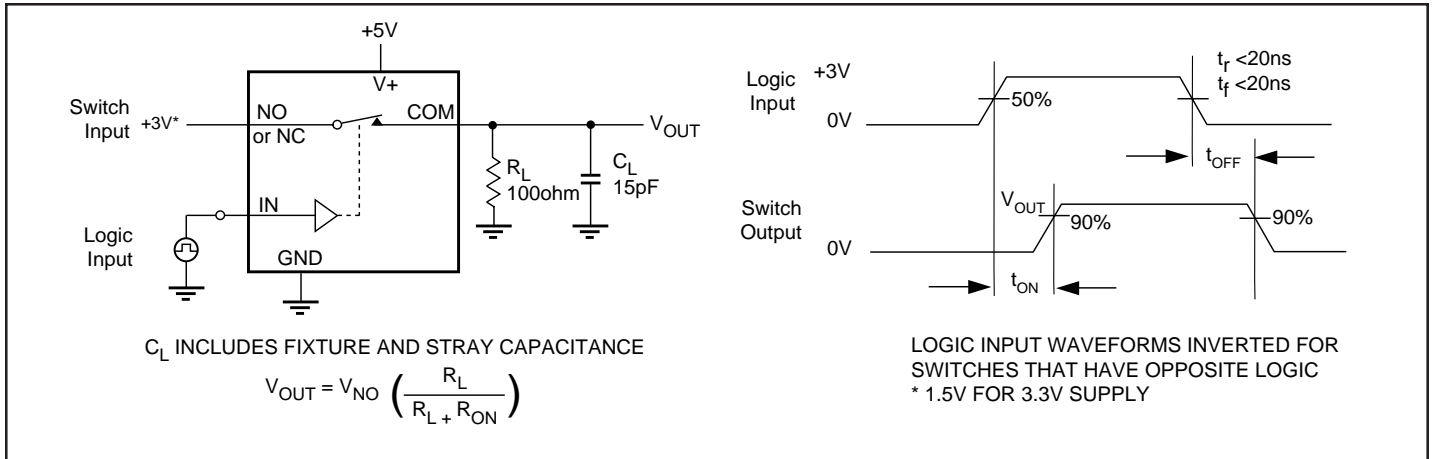 +5V
V+
Switch
Input
+3V*
NO
or NC
COM
VOUT
RL
100ohm
CL
15pF
IN
Logic
Input
GND
CL INCLUDES FIXTURE AND STRAY CAPACITANCE
VOUT = VNO ( RL / RL + RON )
Logic
Input
+3V
0V
50%
tr <20ns
tf <20ns
tOFF
Switch
Output
VOUT
0V
90%
90%
tON
LOGIC INPUT WAVEFORMS INVERTED FOR
SWITCHES THAT HAVE OPPOSITE LOGIC
* 1.5V FOR 3.3V SUPPLY